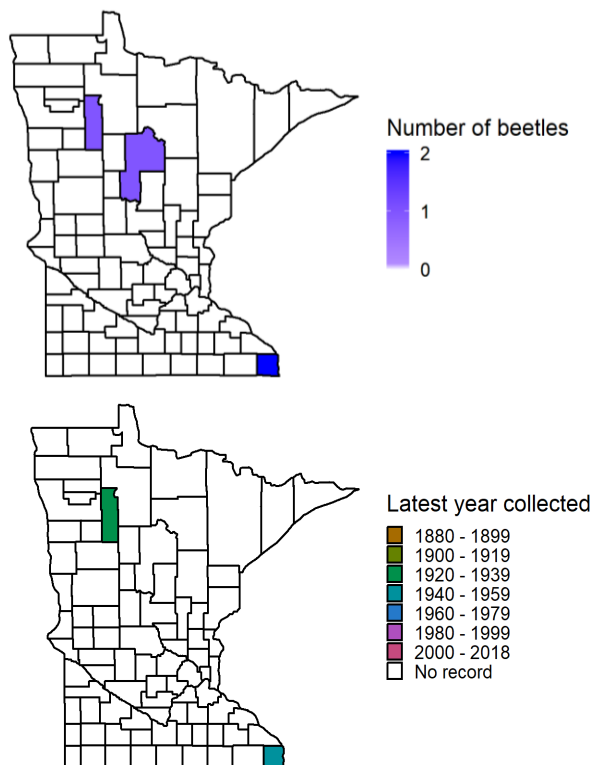 Number of beetles
2
1
0
Latest year collected
1880 - 1899
1900 - 1919
1920 - 1939
1940 - 1959
1960 - 1979
1980 - 1999
2000 - 2018
No record